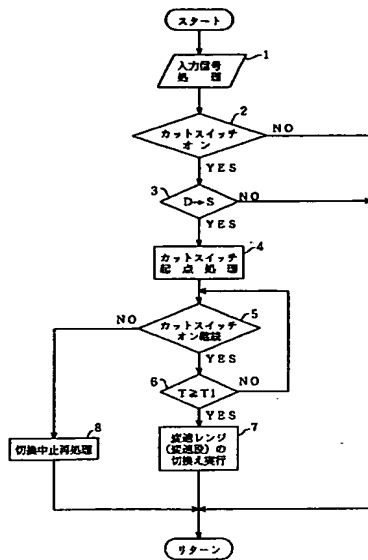 スタート
1
入力信号
処理
2
カットスイッチ
オン
NO
YES
3
D→S
NO
YES
4
カットスイッチ
起点処理
5
NO
カットスイッチ
オン継続
YES
6
T≧T1
NO
YES
7
8
変速レンジ
(変速段)の
切換え実行
切換中止再処理
リターン